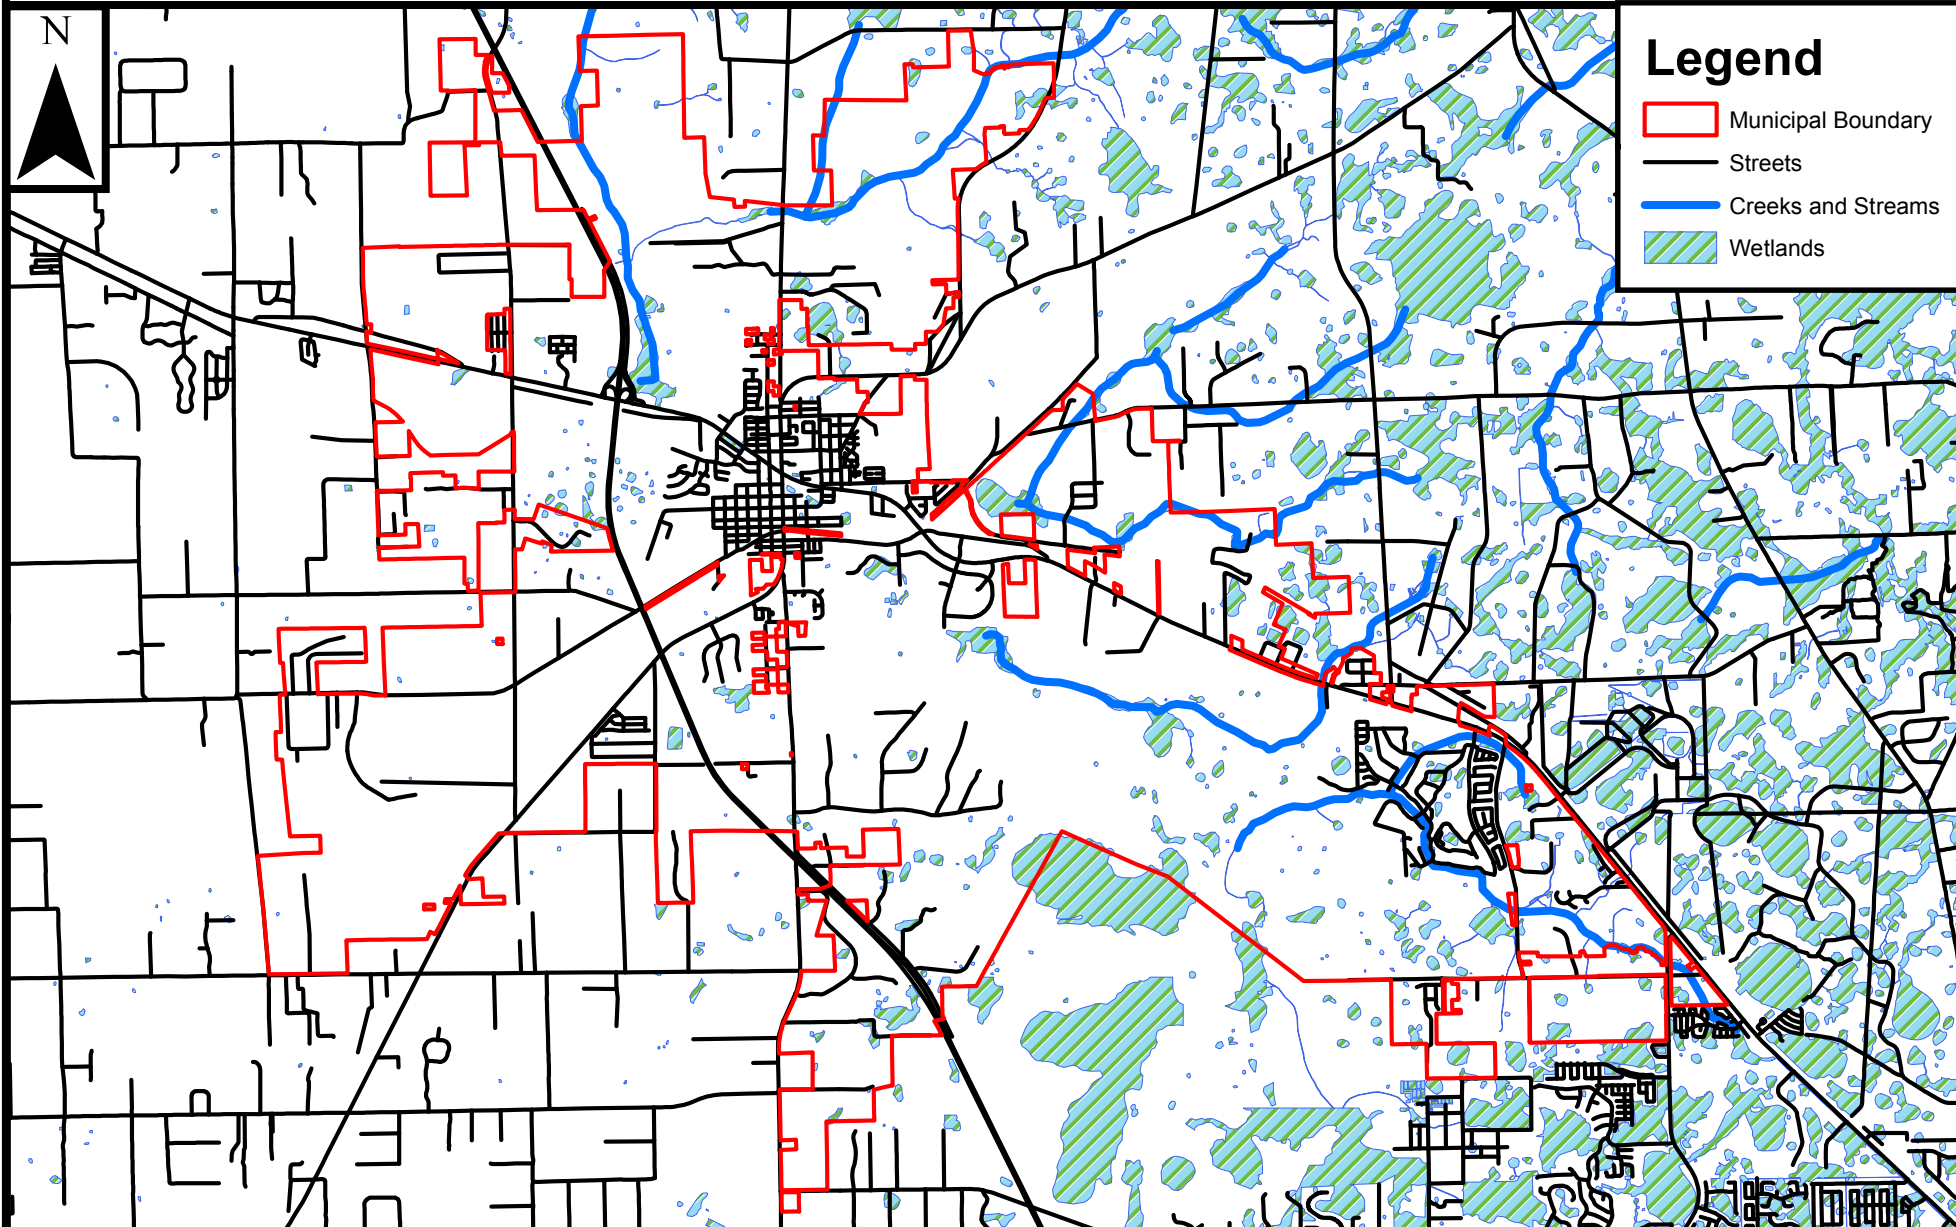 N
Legend
Municipal Boundary
Streets
Creeks and Streams
Wetlands